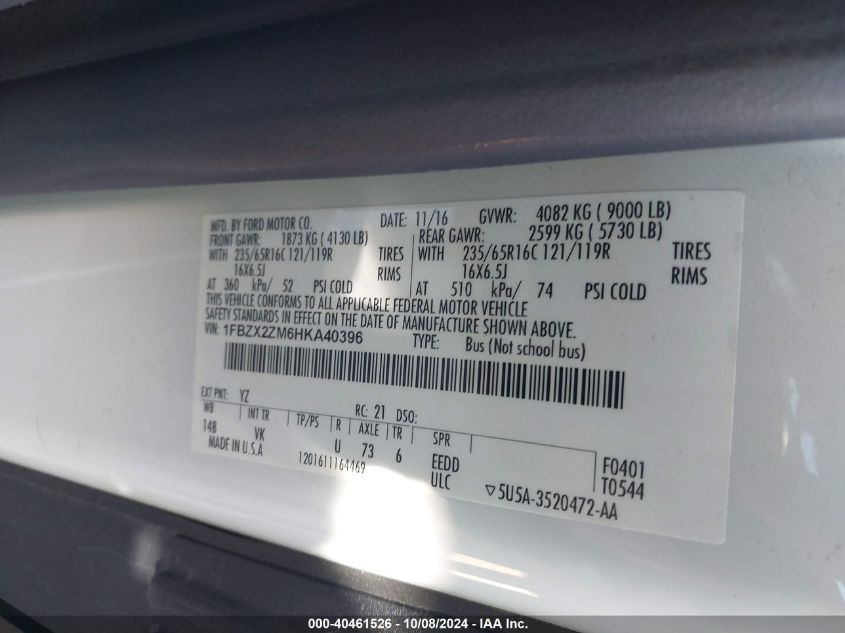 MFD. BY FORD MOTOR CO. DATE: 11/16 GVWR: 4082 KG ( 9000 LB)
FRONT GAWR: 1873 KG ( 4130 LB) REAR GAWR: 2599 KG ( 5730 LB)
WITH 235/65R16C 121/119R TIRES WITH 235/65R16C 121/119R TIRES
16X6.5J RIMS 16X6.5J RIMS
AT 360 kPa/ 52 PSI COLD AT 510 kPa/ 74 PSI COLD
THIS VEHICLE CONFORMS TO ALL APPLICABLE FEDERAL MOTOR VEHICLE
SAFETY STANDARDS IN EFFECT ON THE DATE OF MANUFACTURE SHOWN ABOVE.
VIN: 1FBZX2ZM6HKA40396 TYPE: Bus (Not school bus)
EXT PNT: YZ RC: 21 DSO:
WB INT TR TP/PS R AXLE TR SPR
148 VK U 73 6 EEDD F0401
MADE IN U.S.A 1201611164469 ULC T0544
▽5U5A-3520472-AA
000-40461526 - 10/08/2024 - IAA Inc.